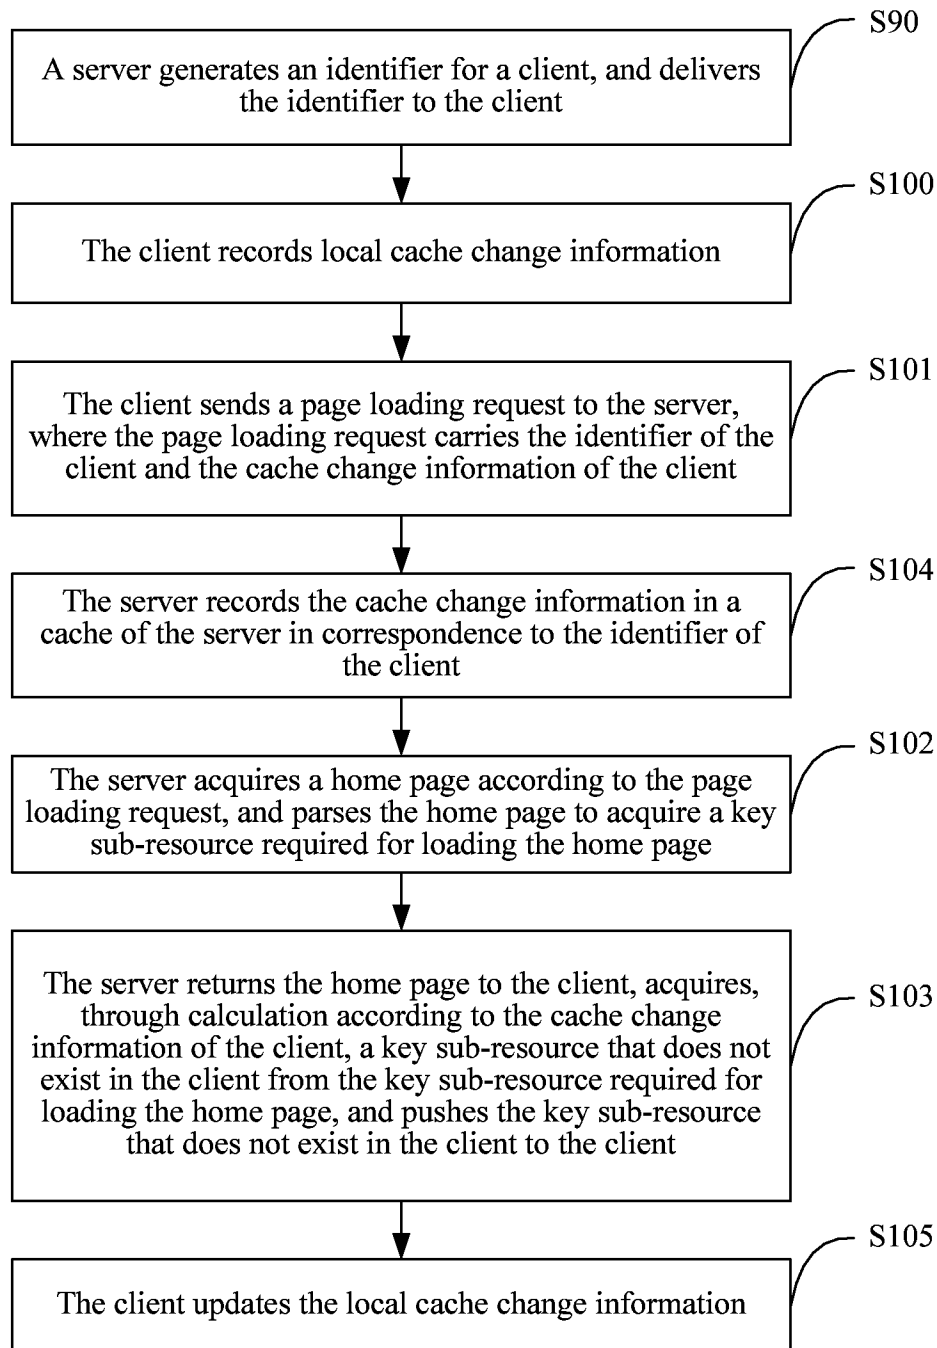 S90
A server generates an identifier for a client, and delivers
the identifier to the client
S100
The client records local cache change information
S101
The client sends a page loading request to the server,
where the page loading request carries the identifier of the
client and the cache change information of the client
S104
The server records the cache change information in a
cache of the server in correspondence to the identifier of
the client
S102
The server acquires a home page according to the page
loading request, and parses the home page to acquire a key
sub-resource required for loading the home page
S103
The server returns the home page to the client, acquires,
through calculation according to the cache change
information of the client, a key sub-resource that does not
exist in the client from the key sub-resource required for
loading the home page, and pushes the key sub-resource
that does not exist in the client to the client
S105
The client updates the local cache change information